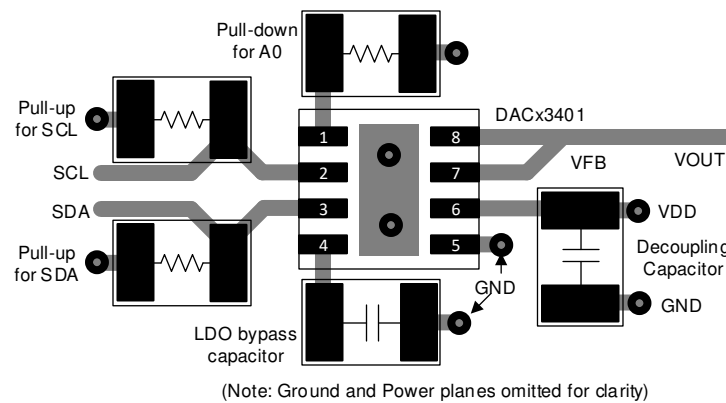 Pull-down
for A0
Pull-up
for SCL
DACx3401
1
8
VFB
VOUT
SCL
2
7
SDA
3
6
VDD
Pull-up
for SDA
4
5
Decoupling
Capacitor
GND
GND
LDO bypass
capacitor
(Note: Ground and Power planes omitted for clarity)